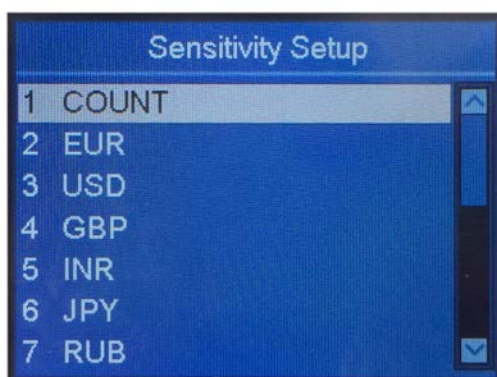 Sensitivity Setup
1 COUNT
2 EUR
3 USD
4 GBP
5 INR
6 JPY
7 RUB